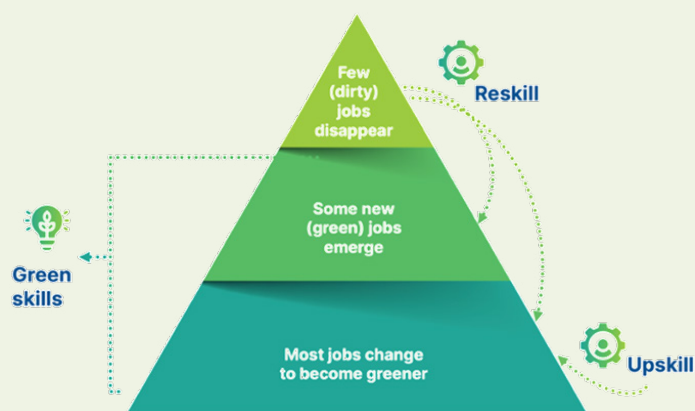 Few
(dirty)
jobs
disappear
Reskill
Some new
(green) jobs
emerge
Green
skills
Most jobs change
to become greener
Upskill